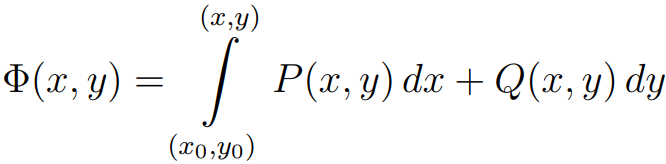 Φ(x, y) = ∫_{(x₀,y₀)}^{(x,y)} P(x, y) dx + Q(x, y) dy